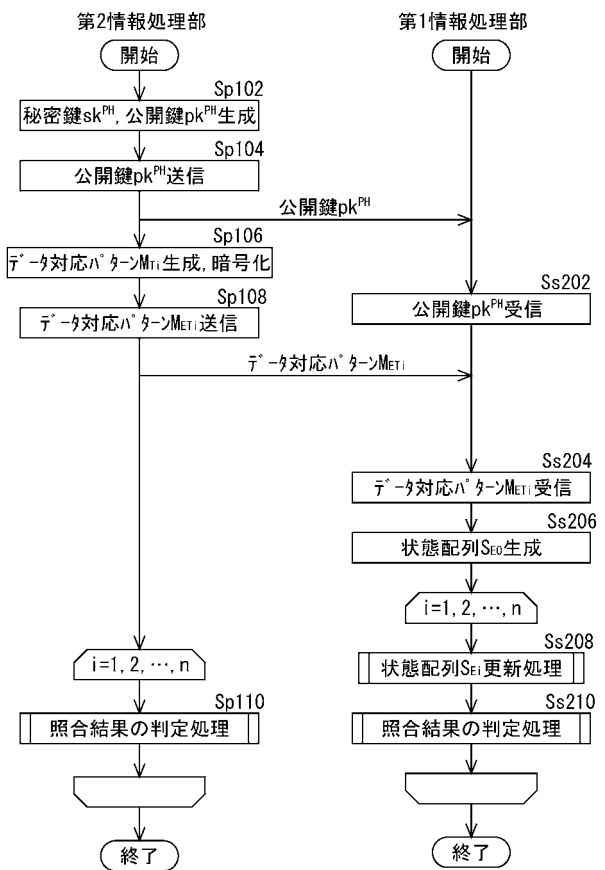 第2情報処理部
第1情報処理部
開始
開始
Sp102
秘密鍵sk^PH, 公開鍵pk^PH生成
Sp104
公開鍵pk^PH送信
公開鍵pk^PH
Sp106
データ対応パターンM_Ti生成, 暗号化
Ss202
公開鍵pk^PH受信
Sp108
データ対応パターンM_ETi送信
データ対応パターンM_ETi
Ss204
データ対応パターンM_ETi受信
Ss206
状態配列S_E0生成
i=1, 2, …, n
i=1, 2, …, n
Ss208
状態配列S_Ei更新処理
Sp110
照合結果の判定処理
Ss210
照合結果の判定処理
終了
終了